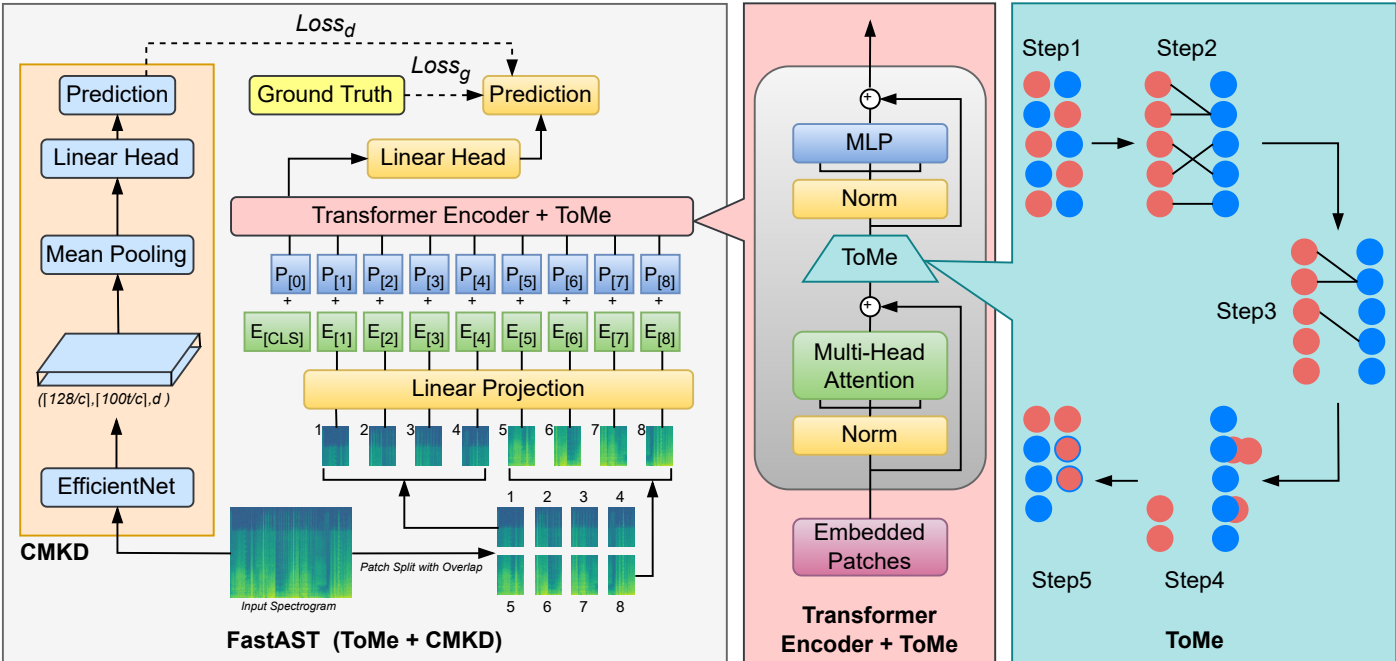 Loss_d
Loss_g
Prediction
Ground Truth
Prediction
Linear Head
Linear Head
Transformer Encoder + ToMe
Mean Pooling
P[0] P[1] P[2] P[3] P[4] P[5] P[6] P[7] P[8]
+ + + + + + + + +
E[CLS] E[1] E[2] E[3] E[4] E[5] E[6] E[7] E[8]
Linear Projection
(⌈128/c⌉,⌈100t/c⌉,d )
1 2 3 4 5 6 7 8
EfficientNet
1 2 3 4
CMKD
Patch Split with Overlap
Input Spectrogram
5 6 7 8
FastAST (ToMe + CMKD)
+
MLP
Norm
ToMe
+
Multi-Head
Attention
Norm
Embedded
Patches
Transformer
Encoder + ToMe
Step1
Step2
Step3
Step5
Step4
ToMe